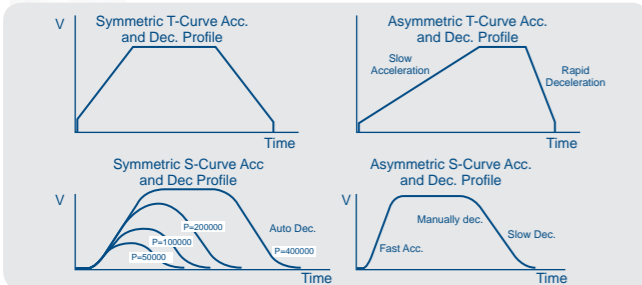 Symmetric T-Curve Acc.
and Dec. Profile
V
Time
Asymmetric T-Curve Acc.
and Dec. Profile
V
Slow
Acceleration
Rapid
Deceleration
Time
Symmetric S-Curve Acc
and Dec Profile
V
P=200000
P=100000
P=50000
Auto Dec.
P=400000
Time
Asymmetric S-Curve Acc.
and Dec. Profile
V
Manually dec.
Fast Acc.
Slow Dec.
Time